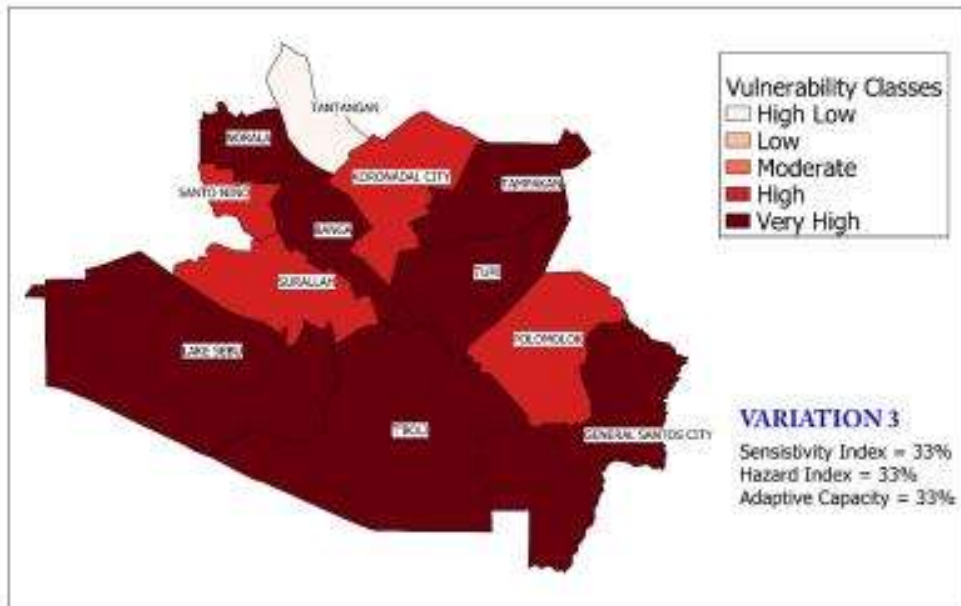 TANTANGAN
NORALA
KORONADAL CITY
SANTO NINO
TAMPAKAN
BANGA
TUPI
SURALLAH
POLOMOLOK
LAKE SEBU
TBOLI
GENERAL SANTOS CITY
Vulnerability Classes
High Low
Low
Moderate
High
Very High
VARIATION 3
Sensistivity Index = 33%
Hazard Index = 33%
Adaptive Capacity = 33%